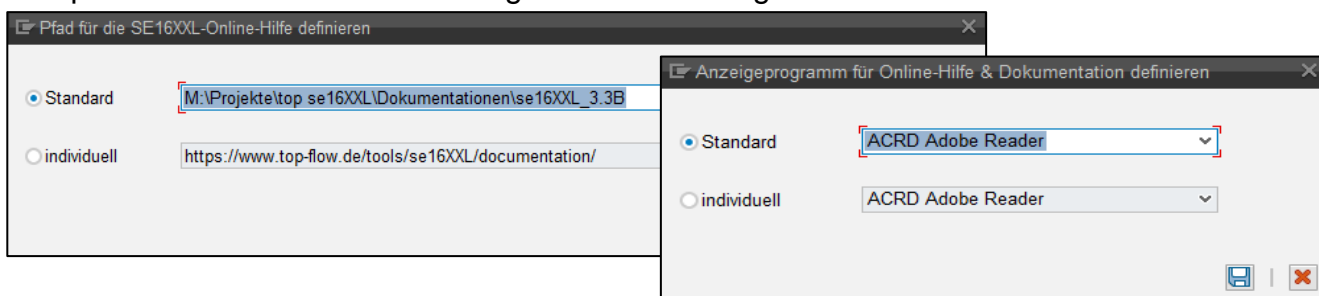 Pfad für die SE16XXL-Online-Hilfe definieren
Standard M:\Projekte\top se16XXL\Dokumentationen\se16XXL_3.3B
individuell https://www.top-flow.de/tools/se16XXL/documentation/
Anzeigeprogramm für Online-Hilfe & Dokumentation definieren
Standard ACRD Adobe Reader
individuell ACRD Adobe Reader